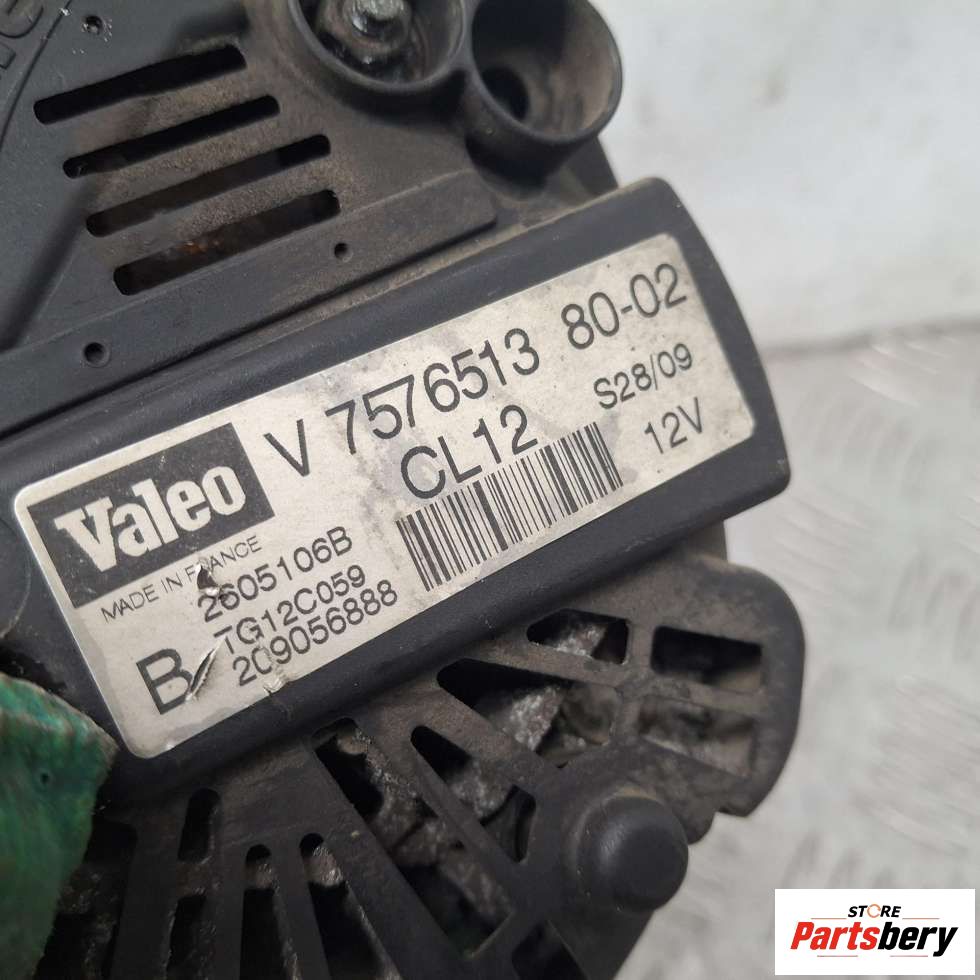 Valeo
MADE IN FRANCE
V 7576513 80-02
CL12 S28/09
12V
2605106B
TG12C059
B 209056888
STORE
Partsbery